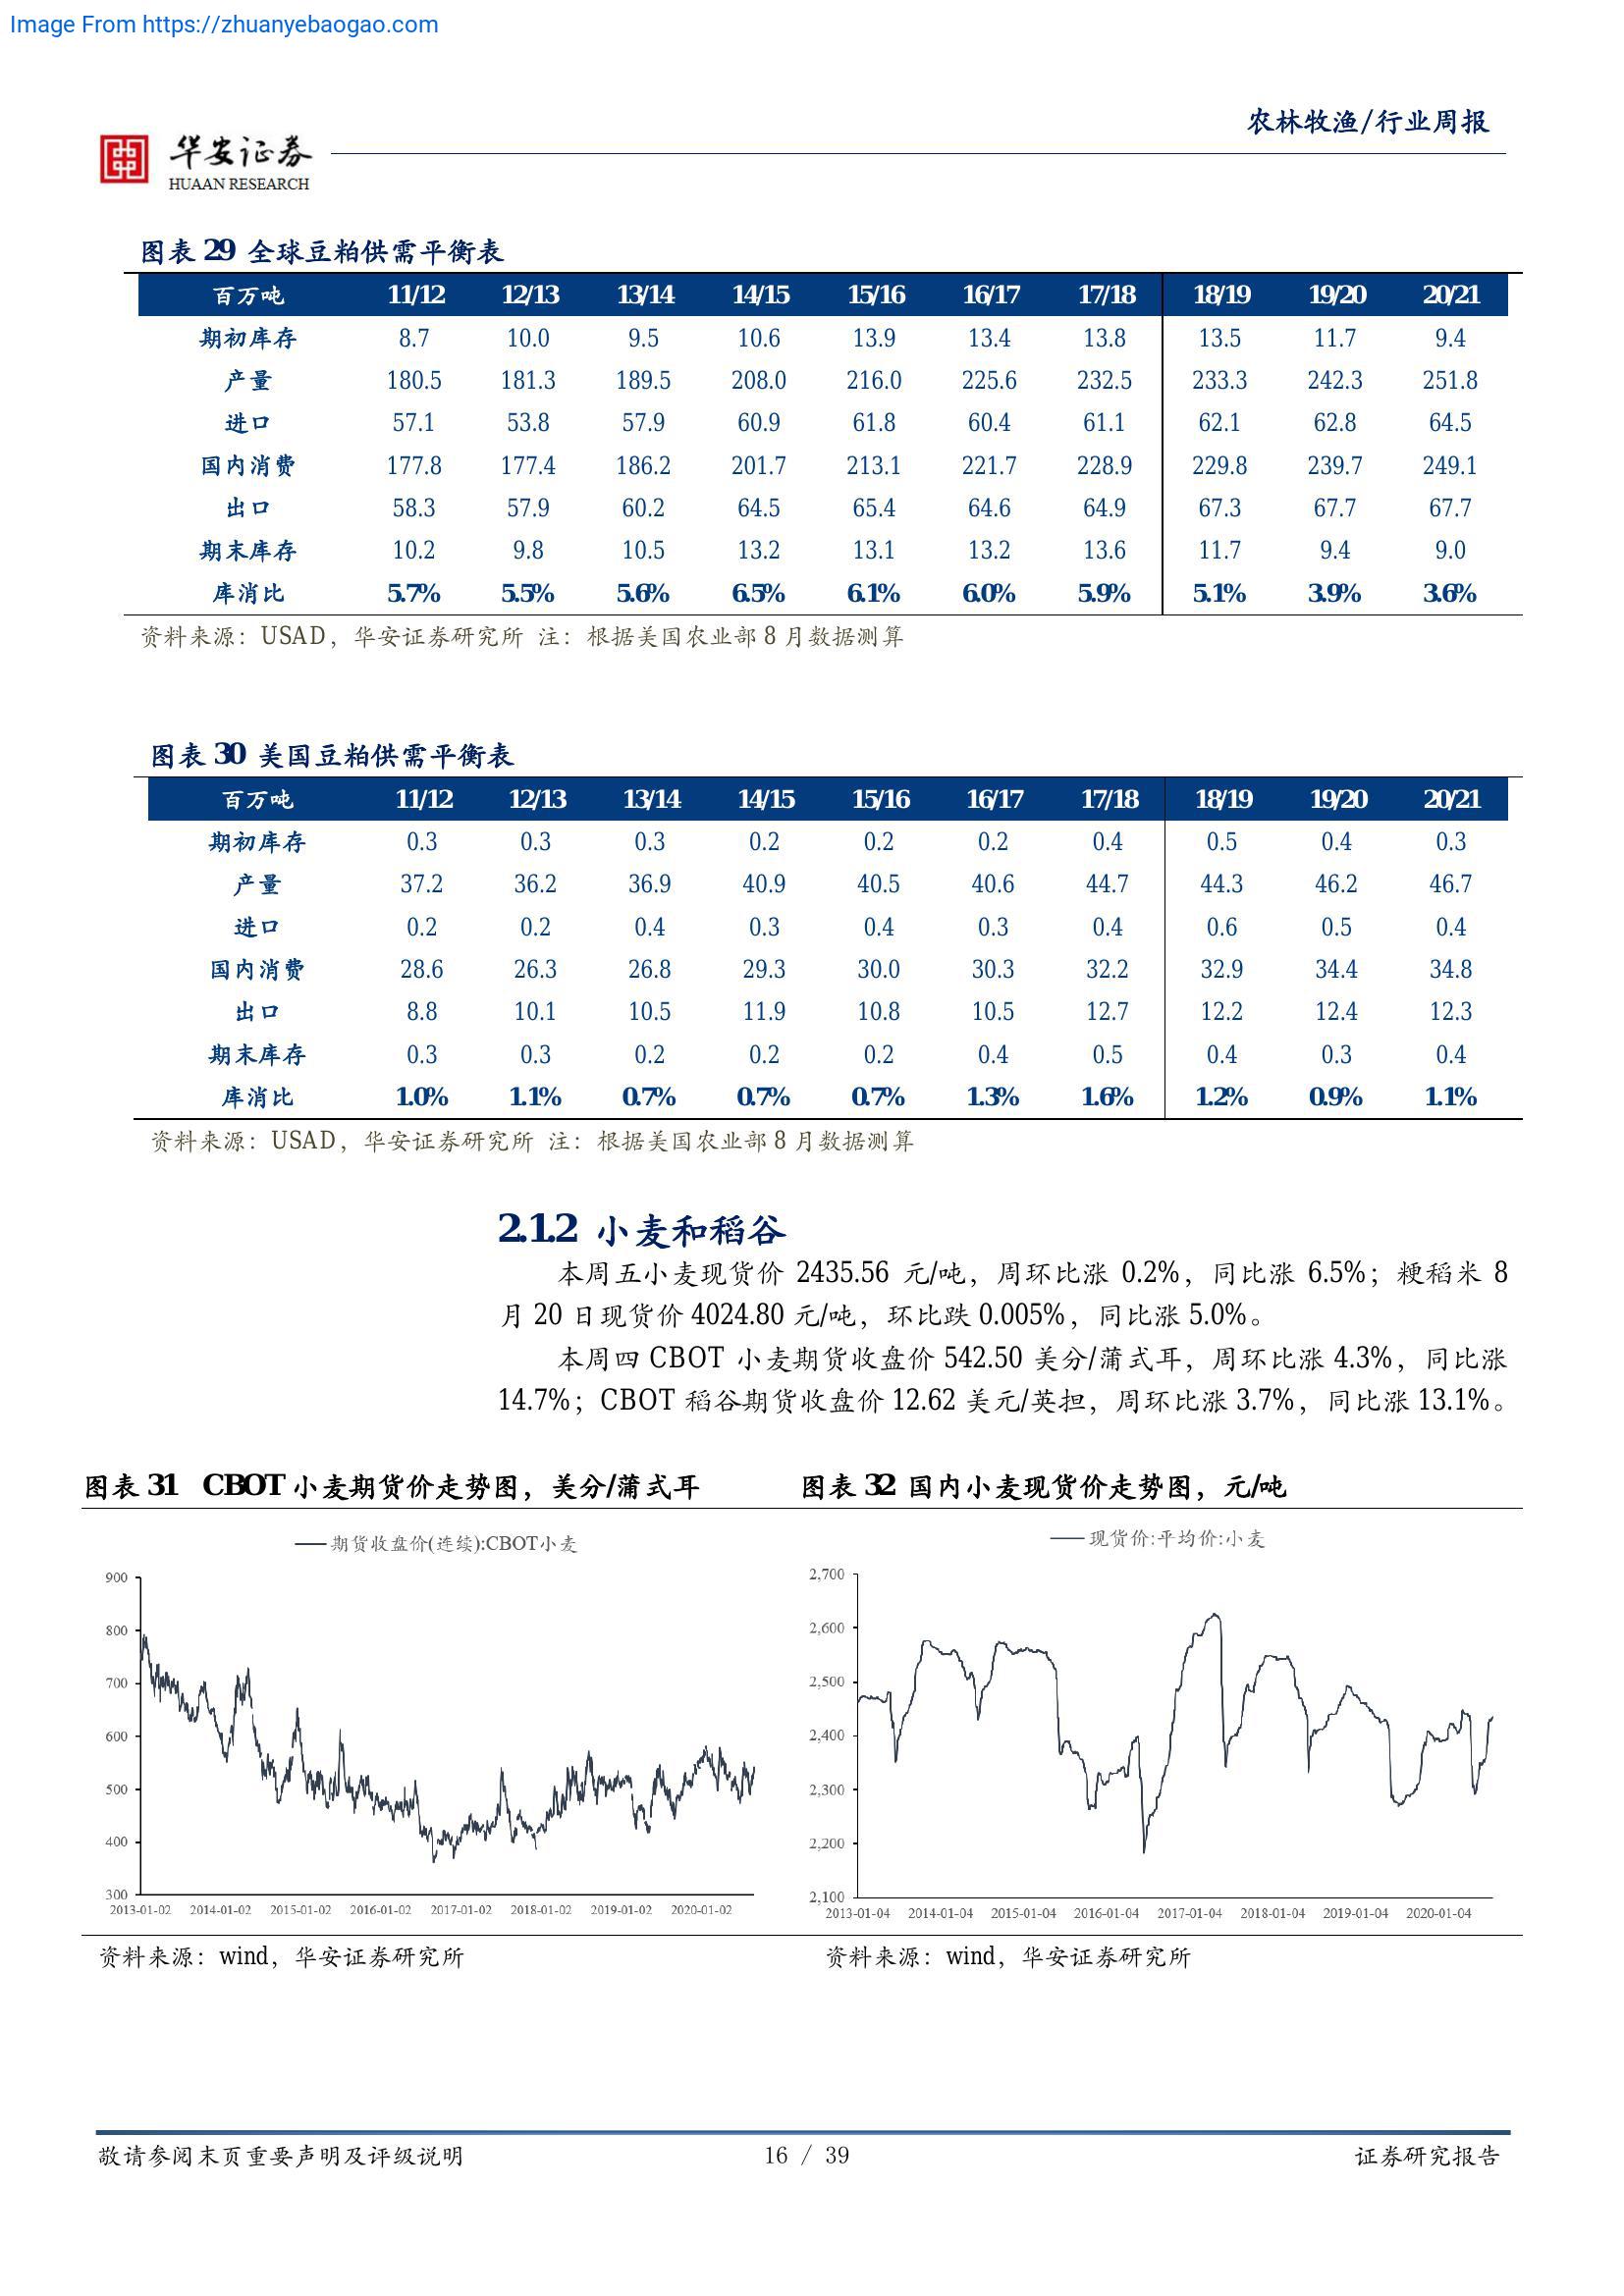 Image From https://zhuanyebaogao.com
农林牧渔/行业周报
华安证券
HUAAN RESEARCH
图表 29 全球豆粕供需平衡表
百万吨 11/12 12/13 13/14 14/15 15/16 16/17 17/18 18/19 19/20 20/21
期初库存 8.7 10.0 9.5 10.6 13.9 13.4 13.8 13.5 11.7 9.4
产量 180.5 181.3 189.5 208.0 216.0 225.6 232.5 233.3 242.3 251.8
进口 57.1 53.8 57.9 60.9 61.8 60.4 61.1 62.1 62.8 64.5
国内消费 177.8 177.4 186.2 201.7 213.1 221.7 228.9 229.8 239.7 249.1
出口 58.3 57.9 60.2 64.5 65.4 64.6 64.9 67.3 67.7 67.7
期末库存 10.2 9.8 10.5 13.2 13.1 13.2 13.6 11.7 9.4 9.0
库消比 5.7% 5.5% 5.6% 6.5% 6.1% 6.0% 5.9% 5.1% 3.9% 3.6%
资料来源：USAD，华安证券研究所 注：根据美国农业部 8 月数据测算
图表 30 美国豆粕供需平衡表
百万吨 11/12 12/13 13/14 14/15 15/16 16/17 17/18 18/19 19/20 20/21
期初库存 0.3 0.3 0.3 0.2 0.2 0.2 0.4 0.5 0.4 0.3
产量 37.2 36.2 36.9 40.9 40.5 40.6 44.7 44.3 46.2 46.7
进口 0.2 0.2 0.4 0.3 0.4 0.3 0.4 0.6 0.5 0.4
国内消费 28.6 26.3 26.8 29.3 30.0 30.3 32.2 32.9 34.4 34.8
出口 8.8 10.1 10.5 11.9 10.8 10.5 12.7 12.2 12.4 12.3
期末库存 0.3 0.3 0.2 0.2 0.2 0.4 0.5 0.4 0.3 0.4
库消比 1.0% 1.1% 0.7% 0.7% 0.7% 1.3% 1.6% 1.2% 0.9% 1.1%
资料来源：USAD，华安证券研究所 注：根据美国农业部 8 月数据测算
2.1.2 小麦和稻谷
本周五小麦现货价 2435.56 元/吨，周环比涨 0.2%，同比涨 6.5%；粳稻米 8
月 20 日现货价 4024.80 元/吨，环比跌 0.005%，同比涨 5.0%。
本周四 CBOT 小麦期货收盘价 542.50 美分/蒲式耳，周环比涨 4.3%，同比涨
14.7%；CBOT 稻谷期货收盘价 12.62 美元/英担，周环比涨 3.7%，同比涨 13.1%。
图表 31 CBOT 小麦期货价走势图，美分/蒲式耳
期货收盘价(连续):CBOT小麦
900
800
700
600
500
400
300
2013-01-02 2014-01-02 2015-01-02 2016-01-02 2017-01-02 2018-01-02 2019-01-02 2020-01-02
资料来源：wind，华安证券研究所
图表 32 国内小麦现货价走势图，元/吨
现货价:平均价:小麦
2,700
2,600
2,500
2,400
2,300
2,200
2,100
2013-01-04 2014-01-04 2015-01-04 2016-01-04 2017-01-04 2018-01-04 2019-01-04 2020-01-04
资料来源：wind，华安证券研究所
敬请参阅末页重要声明及评级说明 16 / 39 证券研究报告